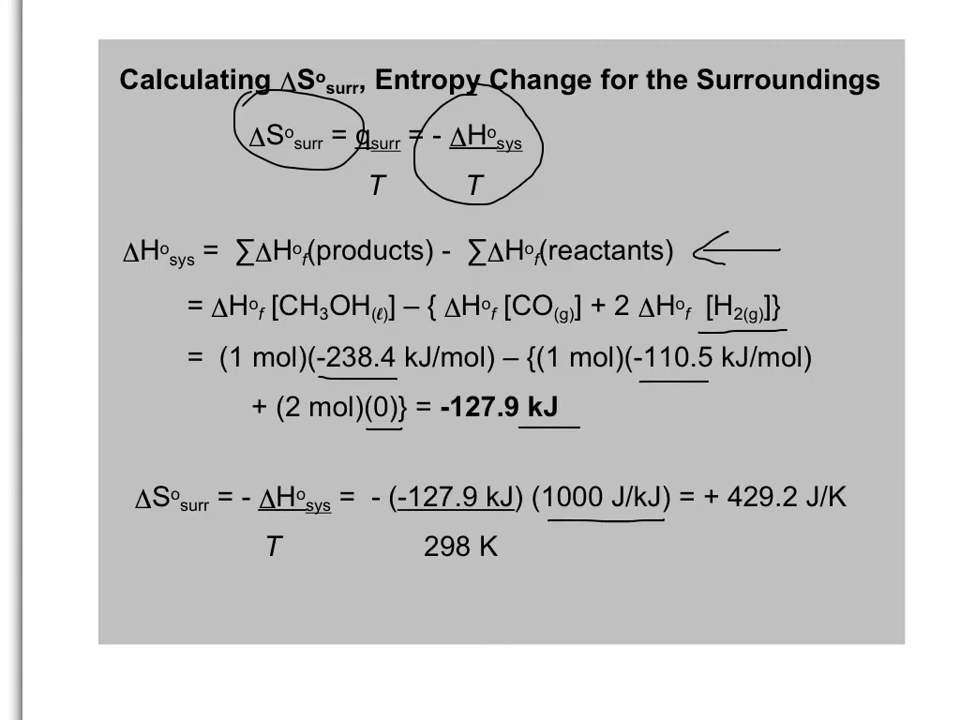 Calculating ΔS°surr, Entropy Change for the Surroundings
ΔS°surr = qsurr = - ΔH°sys
T T
ΔH°sys = ∑ΔH°f(products) - ∑ΔH°f(reactants)
= ΔH°f [CH3OH(ℓ)] – { ΔH°f [CO(g)] + 2 ΔH°f [H2(g)]}
= (1 mol)(-238.4 kJ/mol) – {(1 mol)(-110.5 kJ/mol)
+ (2 mol)(0)} = -127.9 kJ
ΔS°surr = - ΔH°sys = - (-127.9 kJ) (1000 J/kJ) = + 429.2 J/K
T 298 K